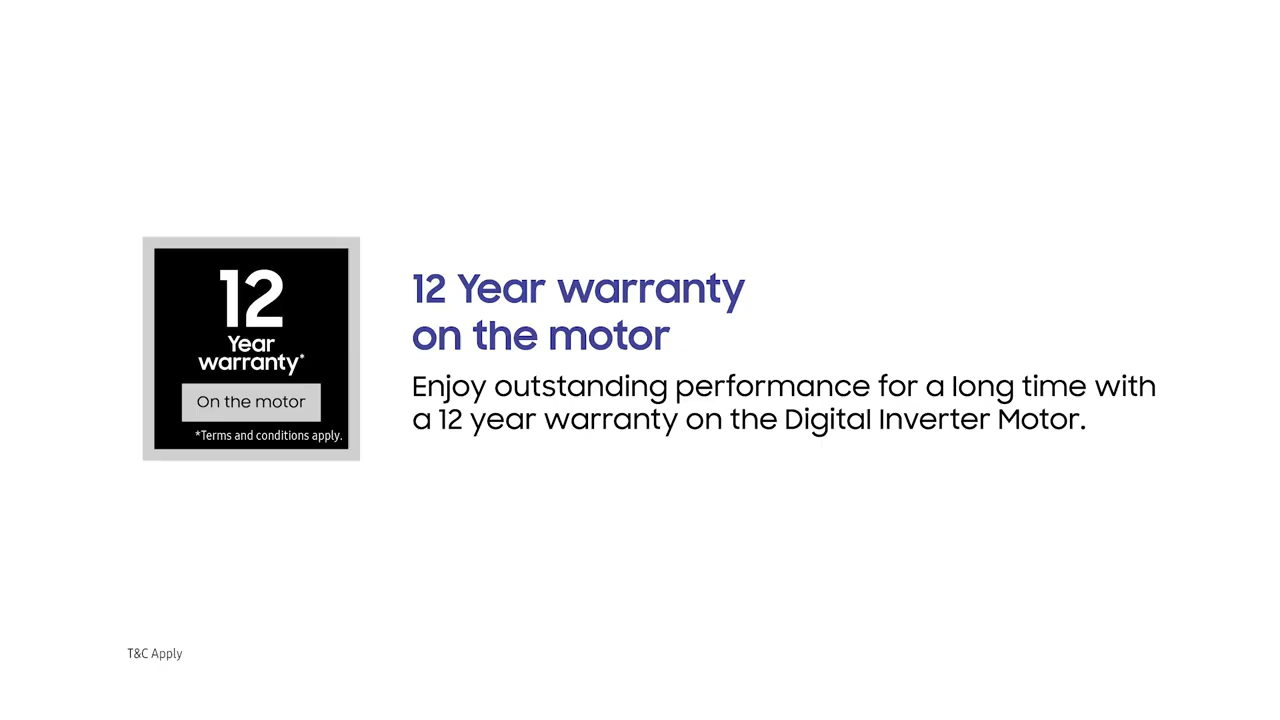 12
Year
warranty*
On the motor
*Terms and conditions apply.
12 Year warranty
on the motor
Enjoy outstanding performance for a long time with
a 12 year warranty on the Digital Inverter Motor.
T&C Apply